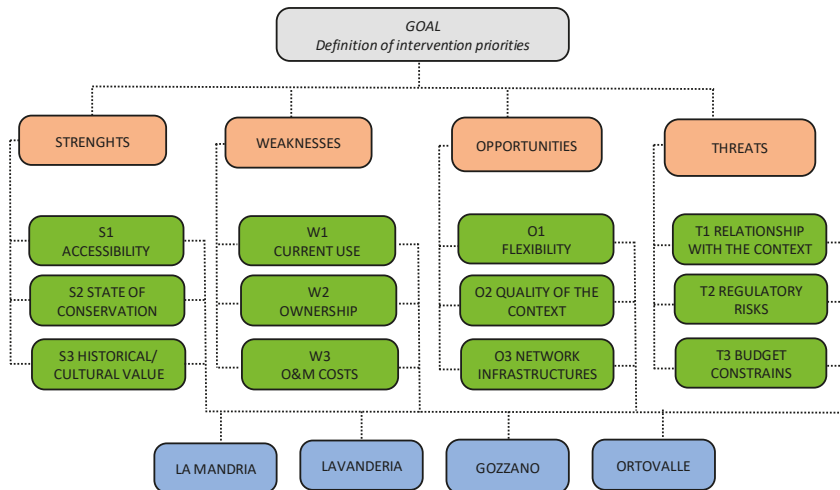 GOAL
Definition of intervention priorities
STRENGHTS
WEAKNESSES
OPPORTUNITIES
THREATS
S1
ACCESSIBILITY
S2 STATE OF
CONSERVATION
S3 HISTORICAL/
CULTURAL VALUE
W1
CURRENT USE
W2
OWNERSHIP
W3
O&M COSTS
O1
FLEXIBILITY
O2 QUALITY OF THE
CONTEXT
O3 NETWORK
INFRASTRUCTURES
T1 RELATIONSHIP
WITH THE CONTEXT
T2 REGULATORY
RISKS
T3 BUDGET
CONSTRAINS
LA MANDRIA
LAVANDERIA
GOZZANO
ORTOVALLE